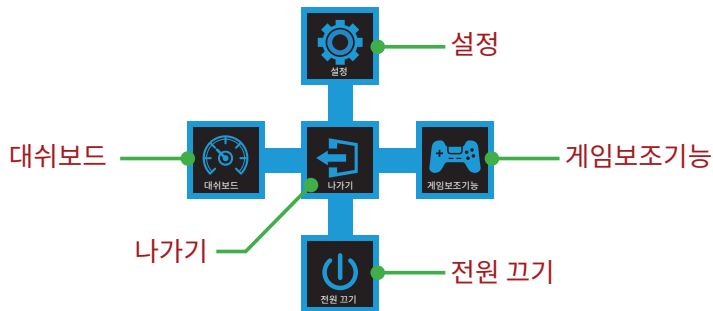 설정
설정
대쉬보드
대쉬보드
나가기
게임보조기능
게임보조기능
나가기
전원 끄기
전원 끄기